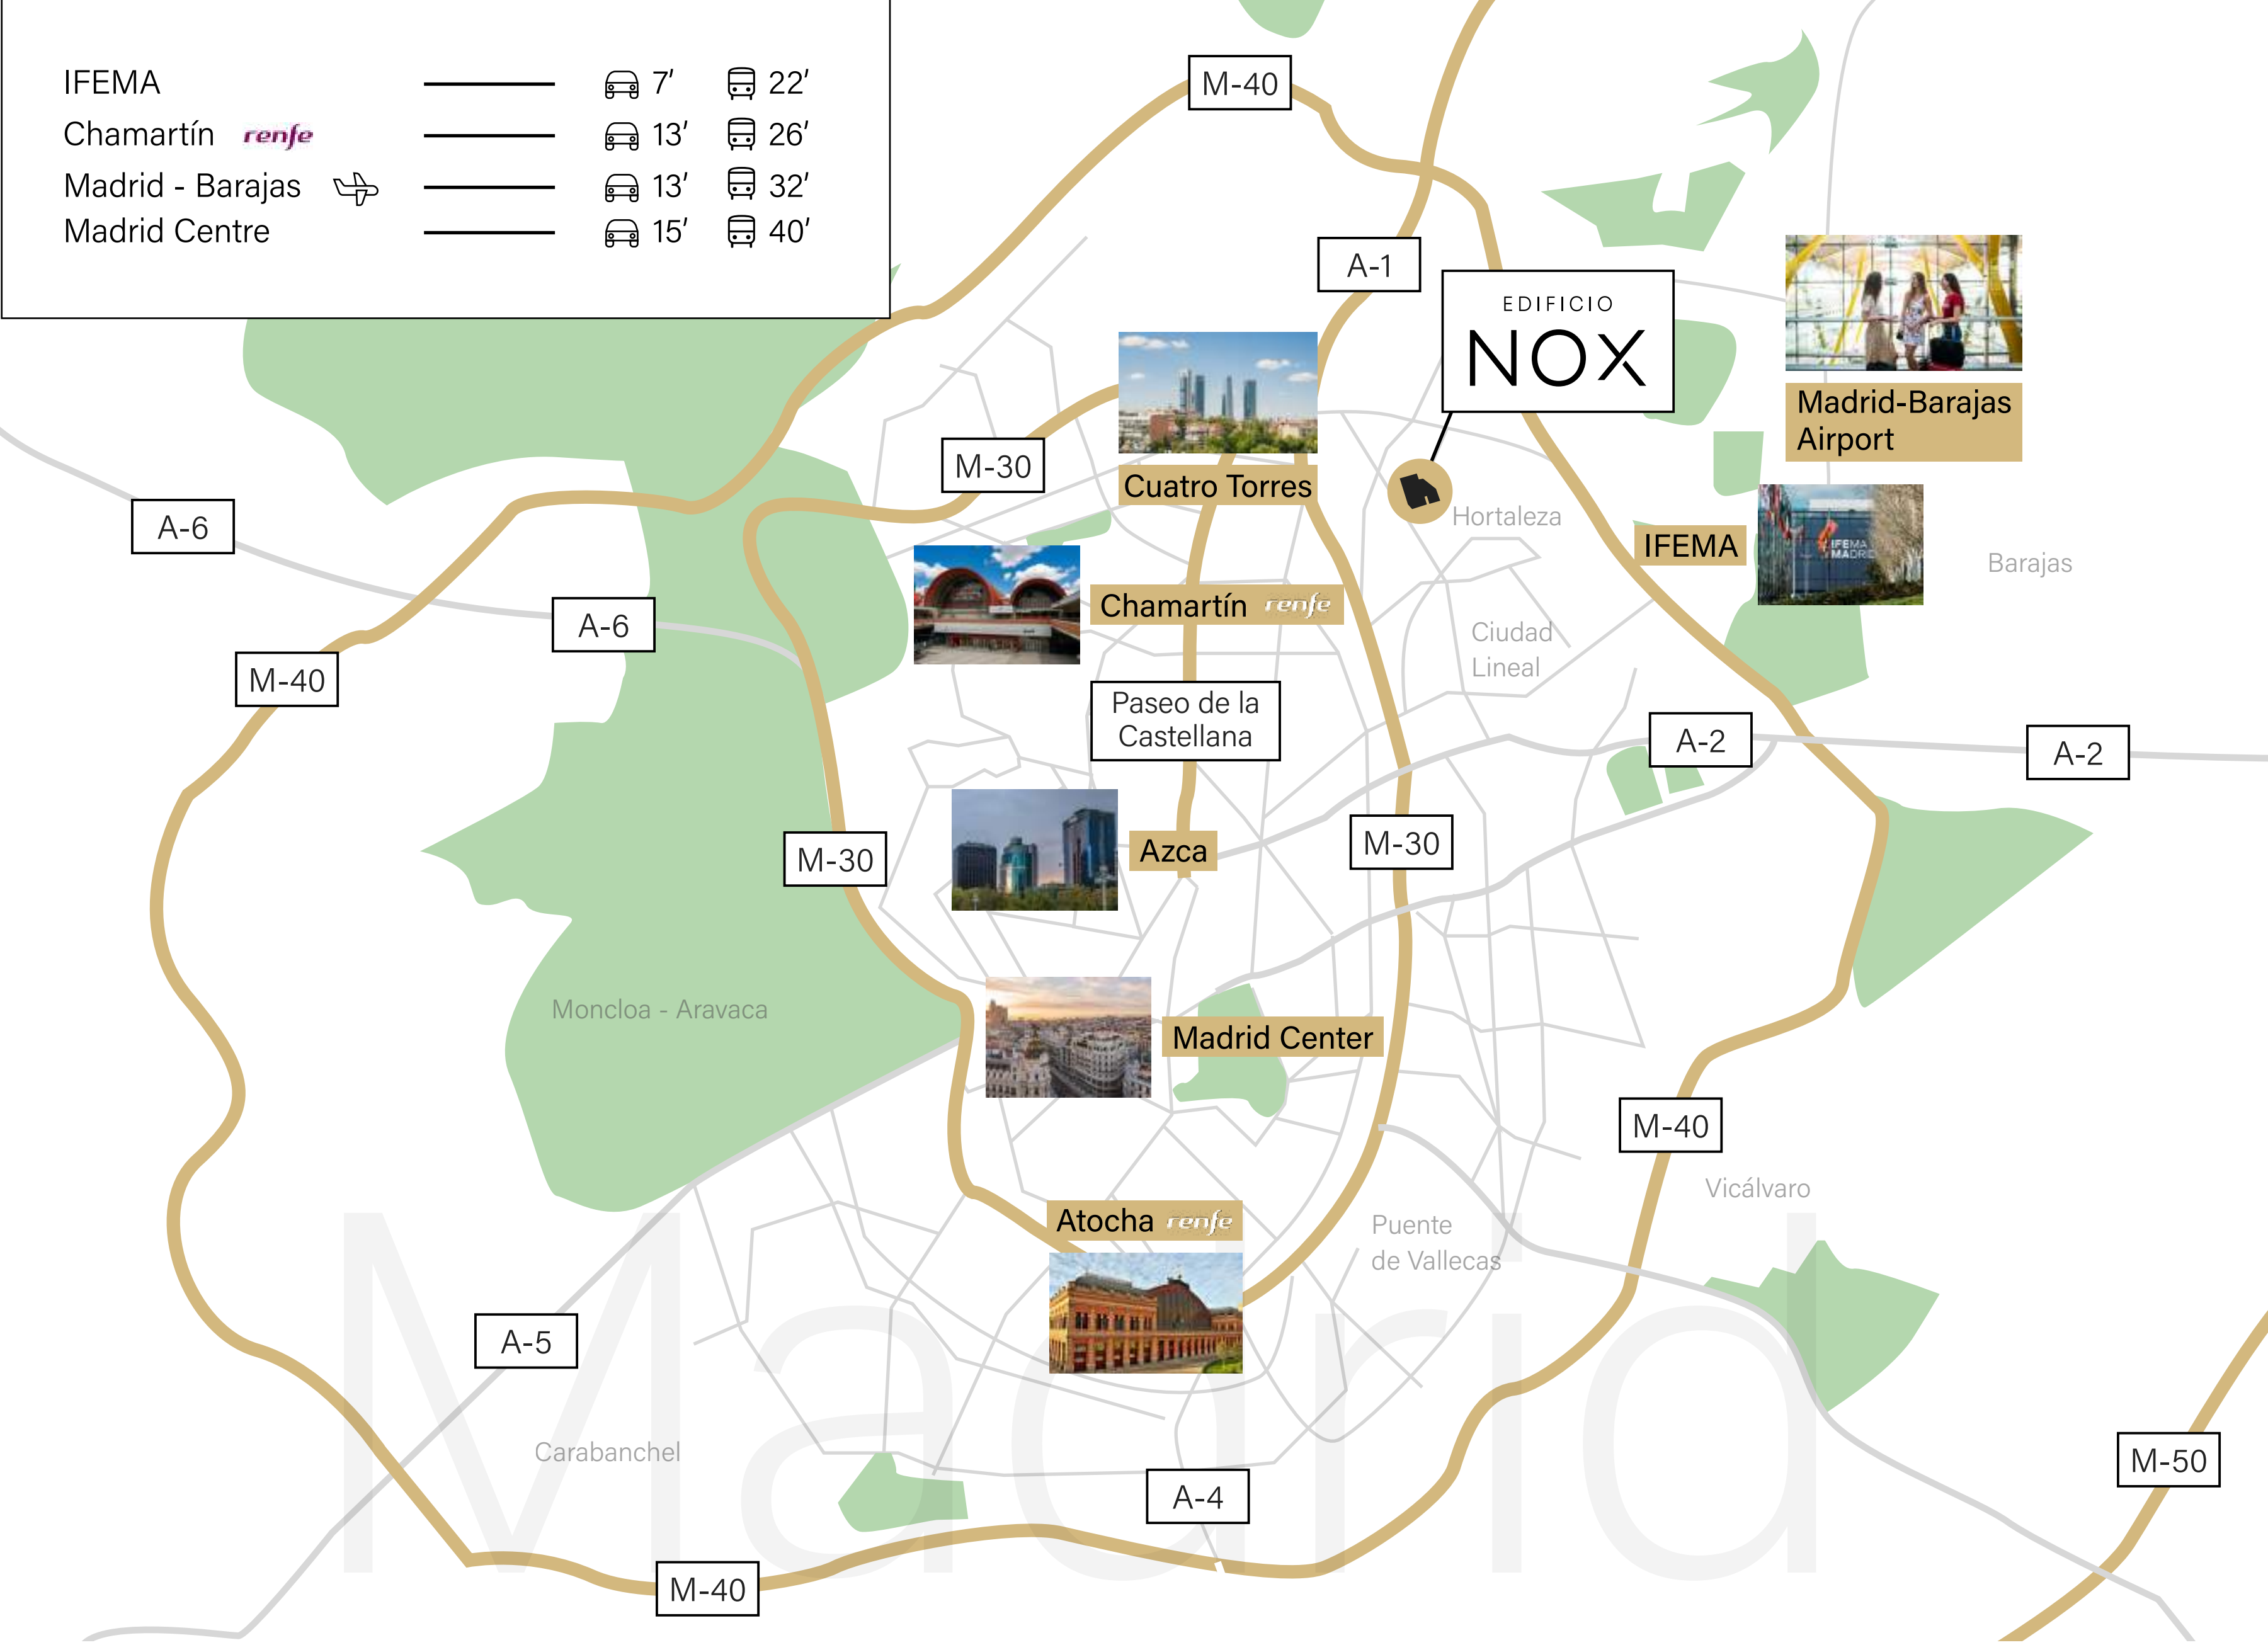 IFEMA 7' 22'
Chamartín renfe 13' 26'
Madrid - Barajas 13' 32'
Madrid Centre 15' 40'
M-40
A-1
EDIFICIO
NOX
Madrid-Barajas
Airport
M-30
Cuatro Torres
A-6
Hortaleza
IFEMA
IFEMA
MADRID
Barajas
A-6
Chamartín renfe
Ciudad
Lineal
M-40
Paseo de la
Castellana
A-2
A-2
M-30
Azca
M-30
Moncloa - Aravaca
Madrid Center
M-40
Vicálvaro
Atocha renfe
Puente
de Vallecas
Madrid
A-5
Carabanchel
M-50
A-4
M-40